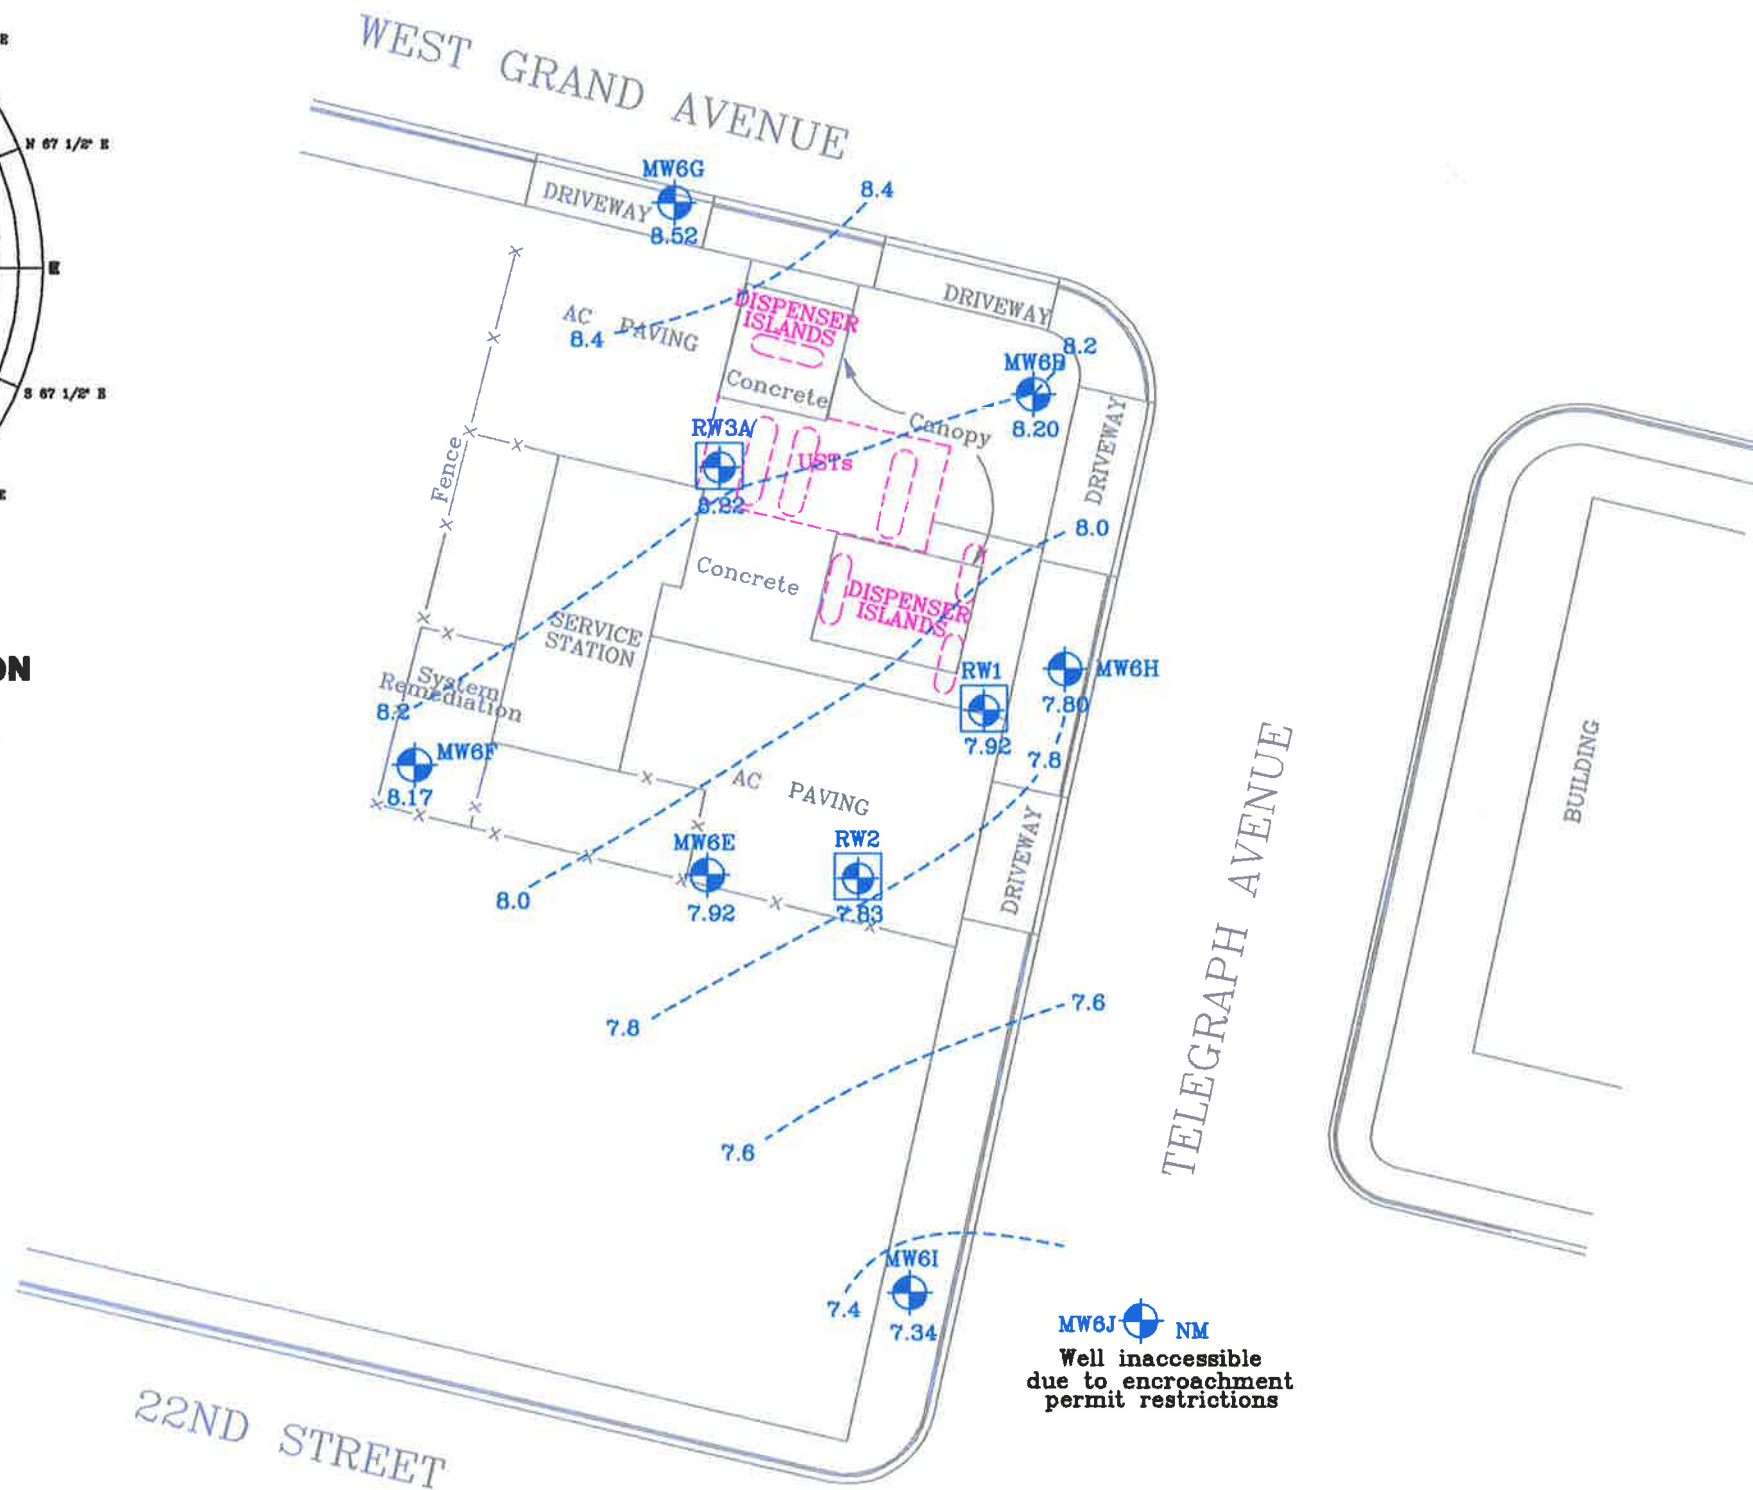 E
N 67 1/2° E
E
S 67 1/2° E
E
ON
WEST GRAND AVENUE
MW6G
8.52
DRIVEWAY
8.4
DRIVEWAY
DISPENSER
ISLANDS
AC PAVING
8.4
8.2
MW6B
8.20
Concrete
Canopy
RW3A
8.22
USTs
Fence
DRIVEWAY
8.0
Concrete
DISPENSER
ISLANDS
SERVICE
STATION
RW1
7.92
MW6H
7.80
7.8
System
Remediation
8.2
MW6F
8.17
AC PAVING
MW6E
7.92
RW2
7.83
8.0
DRIVEWAY
7.8
7.6
7.6
TELEGRAPH AVENUE
BUILDING
MW6I
7.34
7.4
MW6J
NM
Well inaccessible
due to encroachment
permit restrictions
22ND STREET